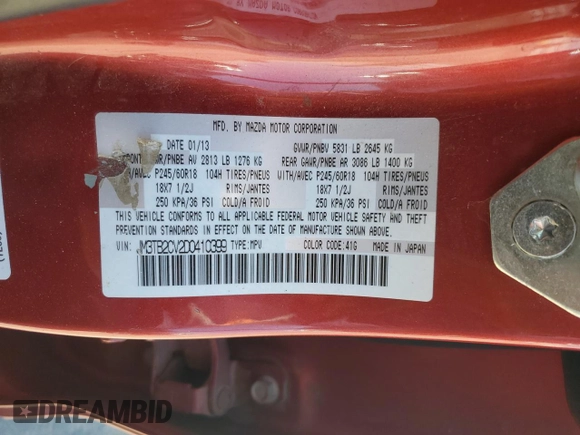 MFD. BY MAZDA MOTOR CORPORATION
DATE 01/13 GVWR/PNBV 5831 LB 2645 KG
GR/PNBE AV 2813 LB 1276 KG REAR GAWR/PNBE AR 3086 LB 1400 KG
/AVEC P245/60R18 104H TIRES/PNEUS WITH/AVEC P245/60R18 104H TIRES/PNEUS
18X7 1/2J RIMS/JANTES 18X7 1/2J RIMS/JANTES
250 KPA/36 PSI COLD/A FROID 250 KPA/36 PSI COLD/A FROID
THIS VEHICLE CONFORMS TO ALL APPLICABLE FEDERAL MOTOR VEHICLE SAFETY AND THEFT
PREVENTION STANDARDS IN EFFECT ON THE DATE OF MANUFACTURE SHOWN ABOVE.
VIN: JM3TB2CV2D0410399 TYPE: MPV COLOR CODE: 41G MADE IN JAPAN
DREAMBID